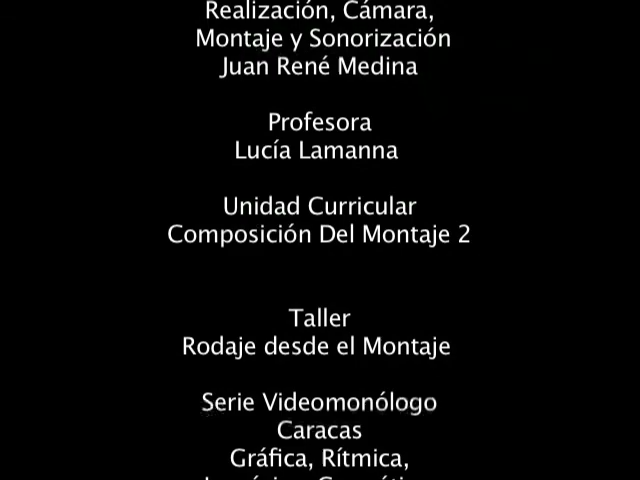 Realización, Cámara,
Montaje y Sonorización
Juan René Medina
Profesora
Lucía Lamanna
Unidad Curricular
Composición Del Montaje 2
Taller
Rodaje desde el Montaje
Serie Videomonólogo
Caracas
Gráfica, Rítmica,